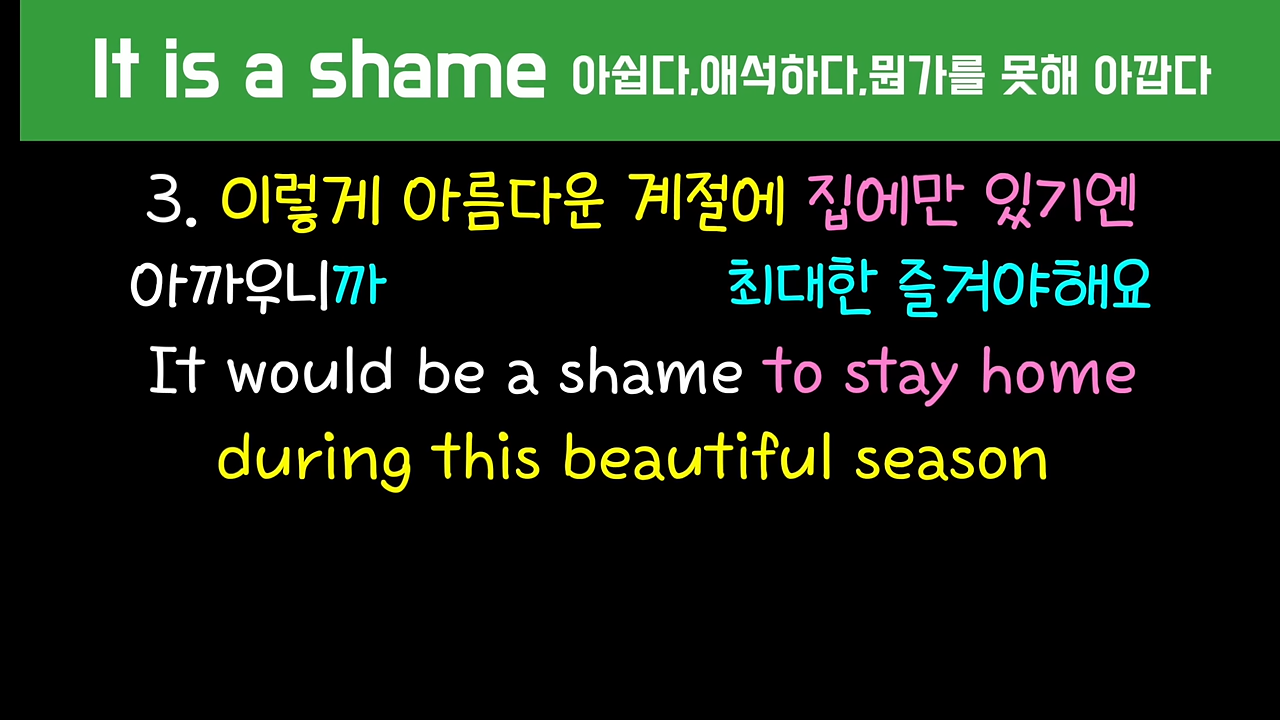 It is a shame 아쉽다.애석하다.뭔가를 못해 아깝다
3. 이렇게 아름다운 계절에 집에만 있기엔
아까우니까 최대한 즐겨야해요
It would be a shame to stay home
during this beautiful season